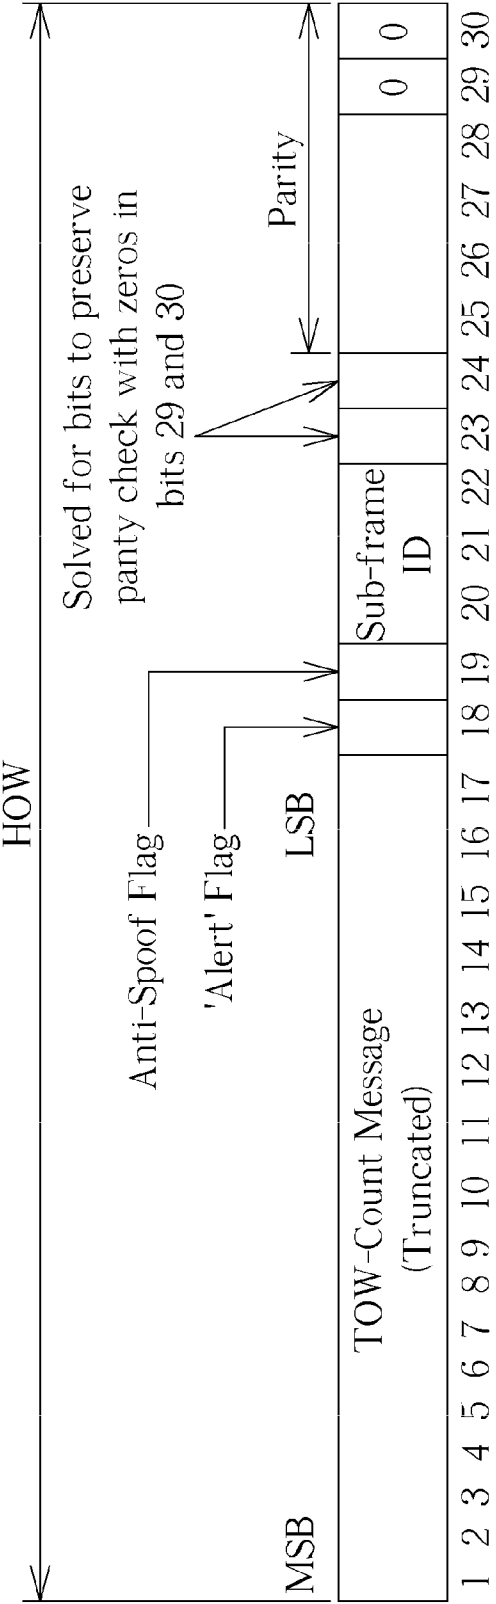 HOW
Solved for bits to preserve
panty check with zeros in
bits 29 and 30
Anti-Spoof Flag
'Alert' Flag
Parity
MSB
LSB
TOW-Count Message
(Truncated)
Sub-frame
ID
0
0
1 2 3 4 5 6 7 8 9 10 11 12 13 14 15 16 17 18 19 20 21 22 23 24 25 26 27 28 29 30